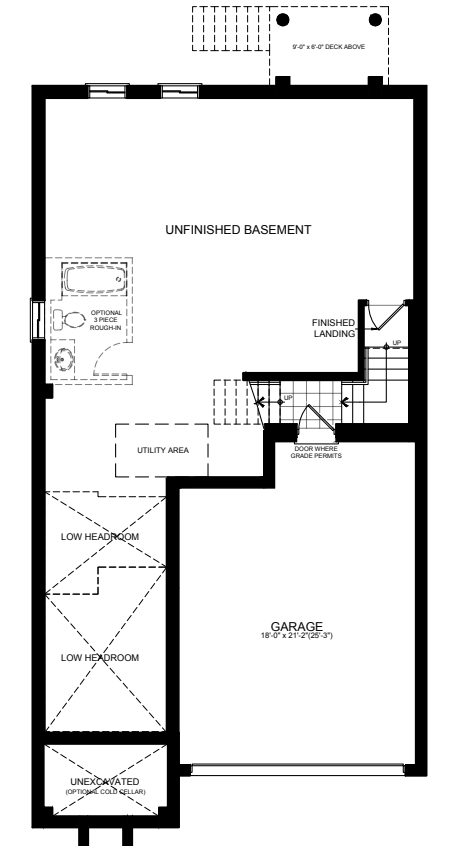 9'-0" x 6'-0" DECK ABOVE
UNFINISHED BASEMENT
OPTIONAL
3 PIECE
ROUGH-IN
FINISHED
LANDING
UP
UP
DOOR WHERE
GRADE PERMITS
UTILITY AREA
LOW HEADROOM
GARAGE
18'-0" x 21'-2"(25'-3")
LOW HEADROOM
UNEXCAVATED
(OPTIONAL COLD CELLAR)